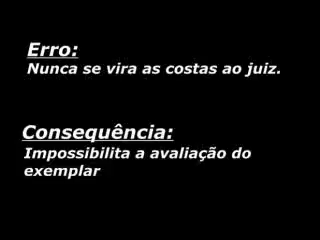 Erro:
Nunca se vira as costas ao juiz.
Consequência:
Impossibilita a avaliação do
exemplar